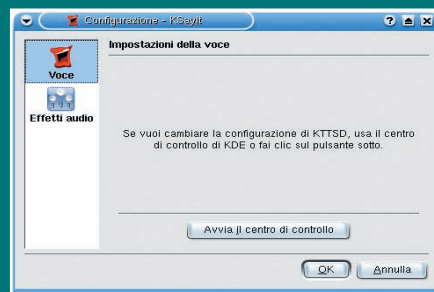 Configurazione - KSayIt
Impostazioni della voce
Voce
Effetti audio
Se vuoi cambiare la configurazione di KTTSD, usa il centro
di controllo di KDE o fai clic sul pulsante sotto.
Avvia il centro di controllo
OK
Annulla